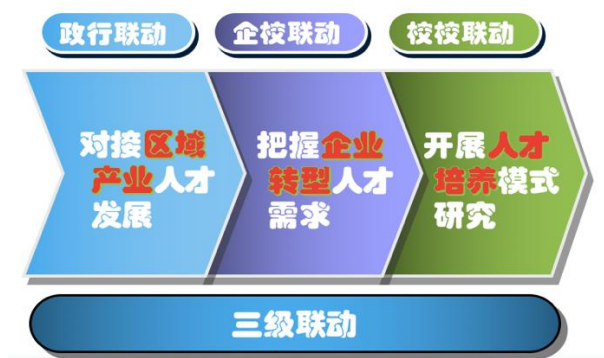 政行联动
企校联动
校校联动
对接区域
产业人才
发展
把握企业
转型人才
需求
开展人才
培养模式
研究
三级联动